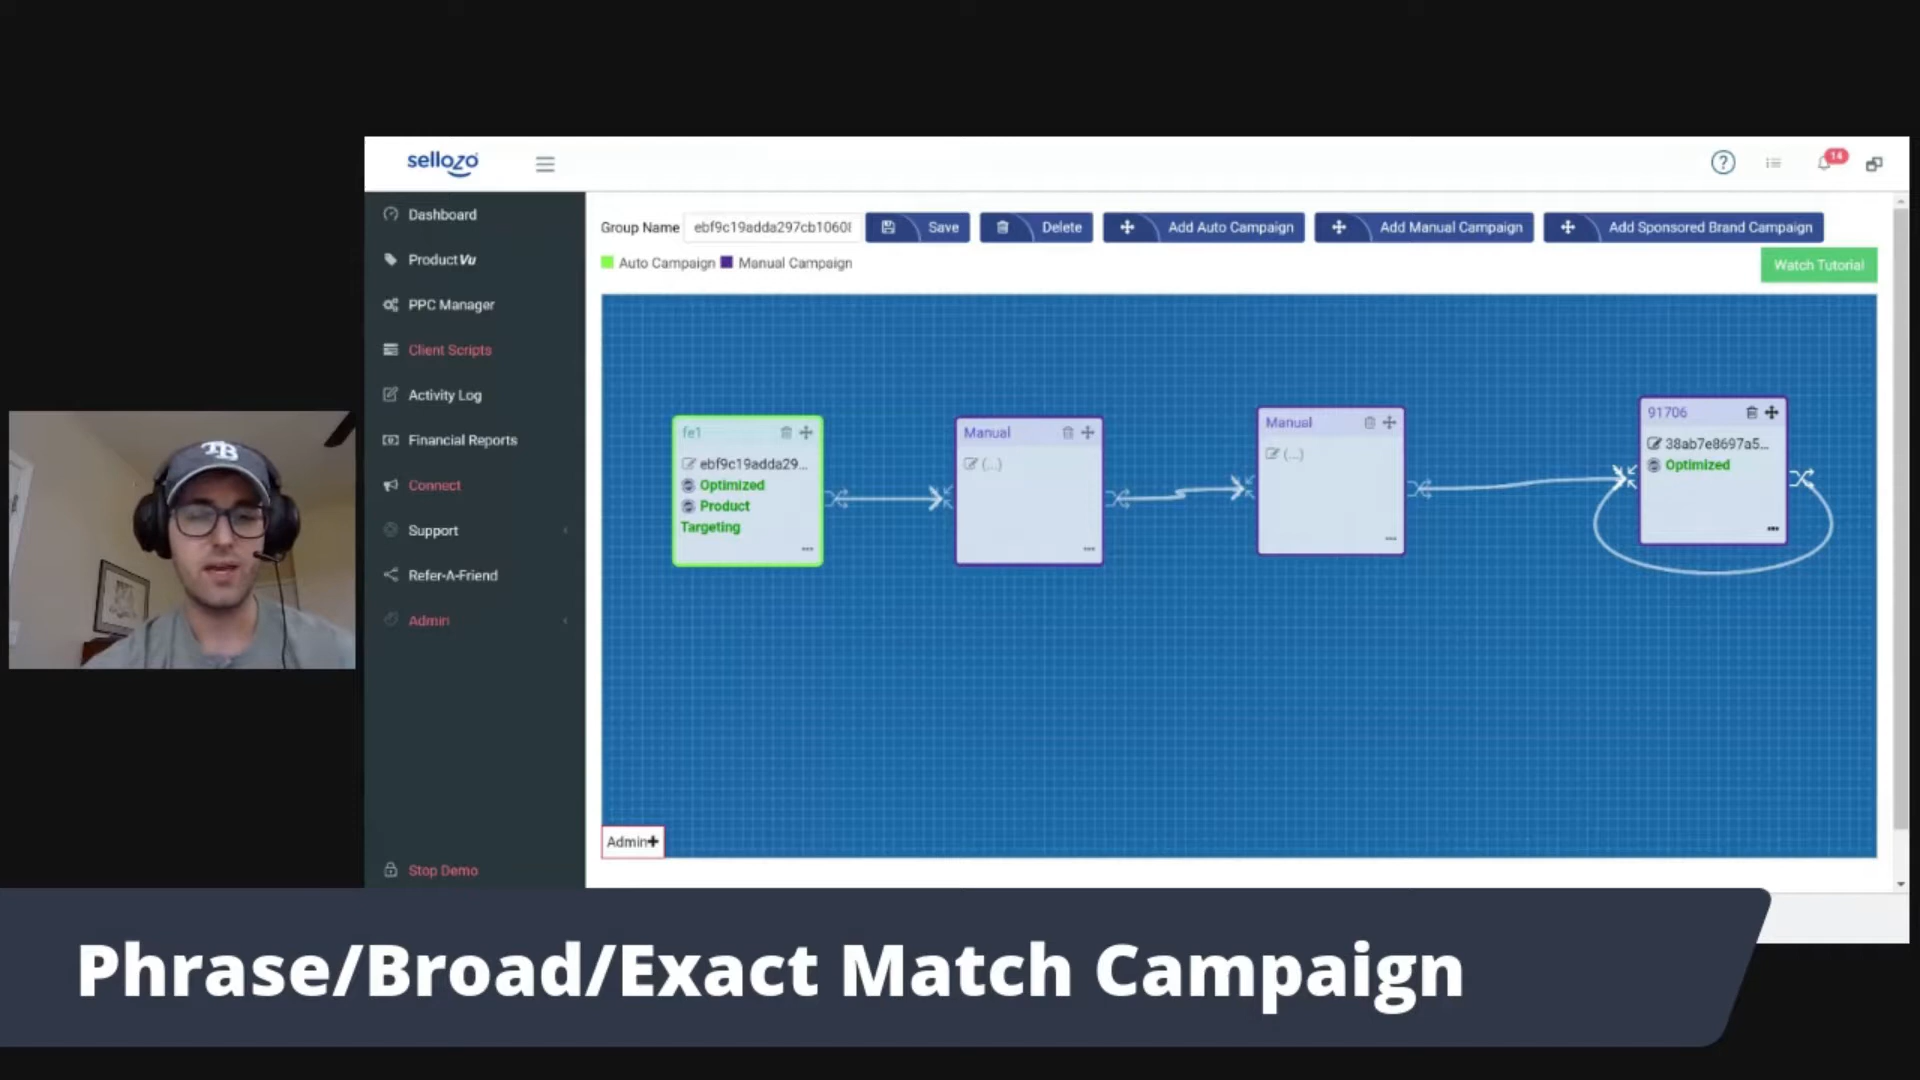 sellozo
14
Dashboard
ProductVu
PPC Manager
Client Scripts
Activity Log
Financial Reports
Connect
Support
Refer-A-Friend
Admin
Stop Demo
Group Name
ebf9c19adda297cb1060
Save
Delete
Add Auto Campaign
Add Manual Campaign
Add Sponsored Brand Campaign
Auto Campaign
Manual Campaign
Watch Tutorial
fe1
ebf9c19adda29...
Optimized
Product
Targeting
Manual
(...)
Manual
(...)
91706
38ab7e8697a5...
Optimized
Admin
TB
Phrase/Broad/Exact Match Campaign